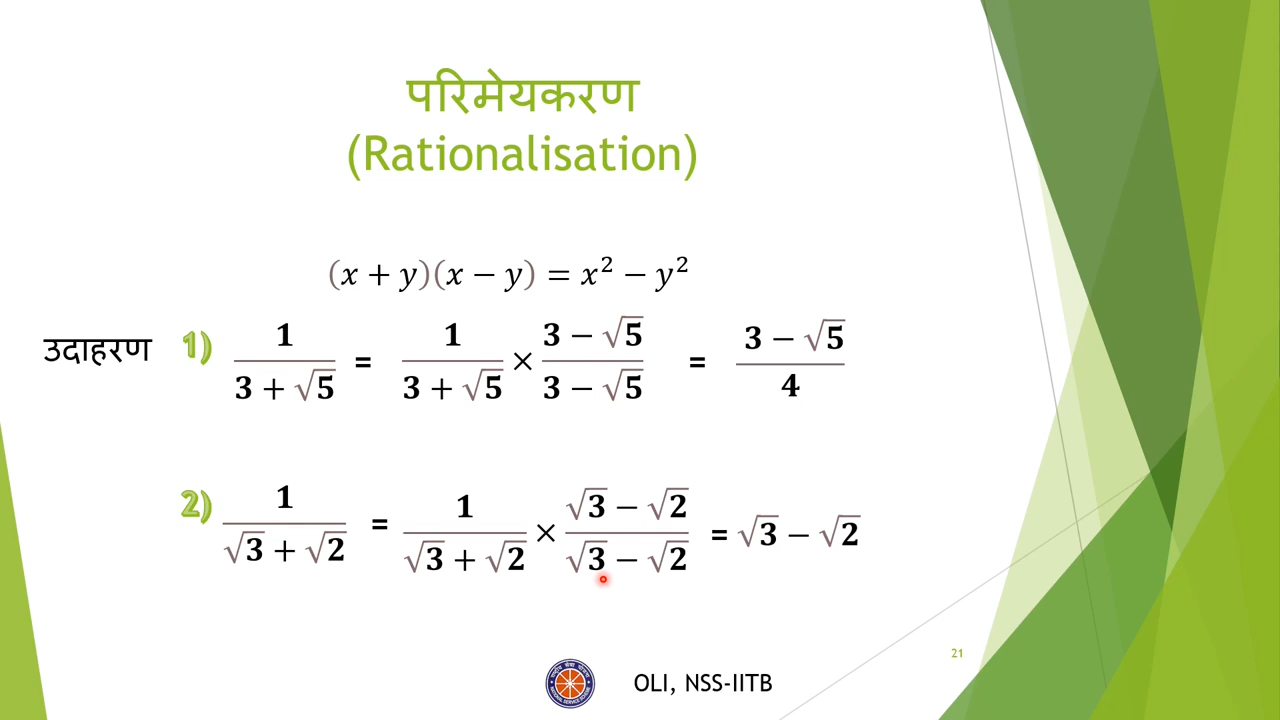 परिमेयकरण
(Rationalisation)
(x + y)(x − y) = x² − y²
उदाहरण 1) 1/(3 + √5) = 1/(3 + √5) × (3 − √5)/(3 − √5) = (3 − √5)/4
2) 1/(√3 + √2) = 1/(√3 + √2) × (√3 − √2)/(√3 − √2) = √3 − √2
21
OLI, NSS-IITB